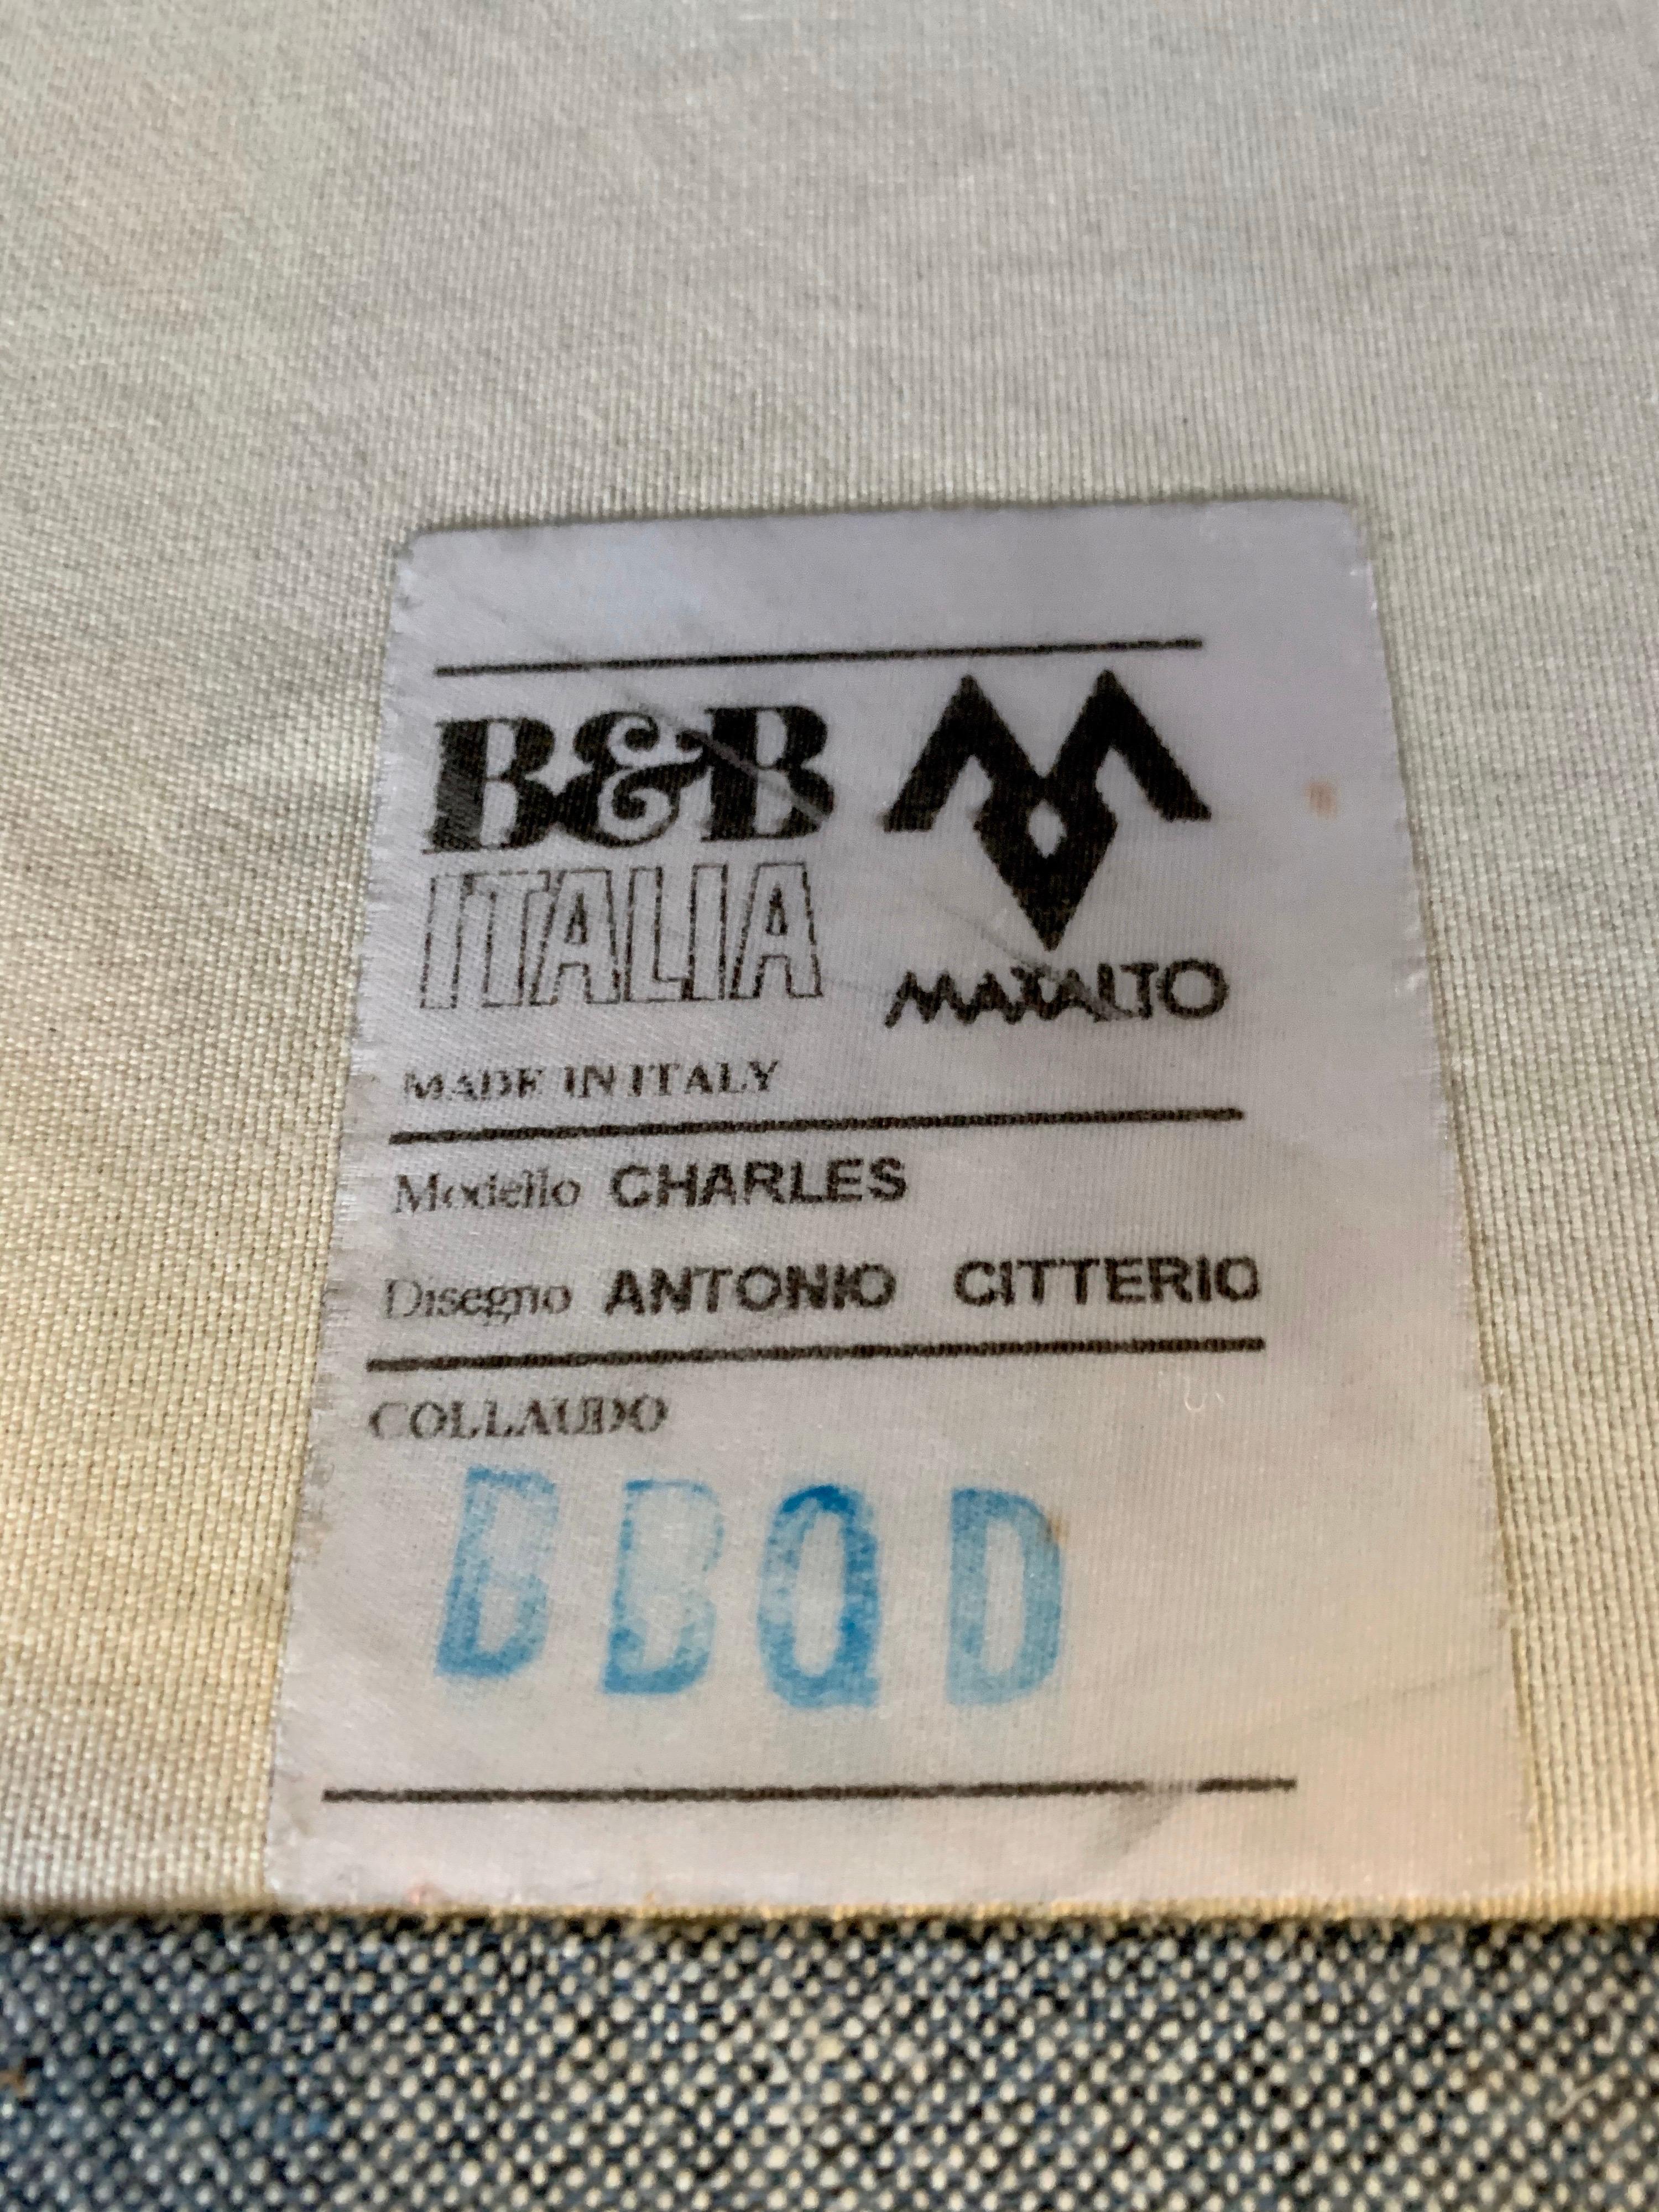 B&B
ITALIA
MAXALTO
MADE IN ITALY
Modello CHARLES
Disegno ANTONIO CITTERIO
COLLAUDO
BBQD